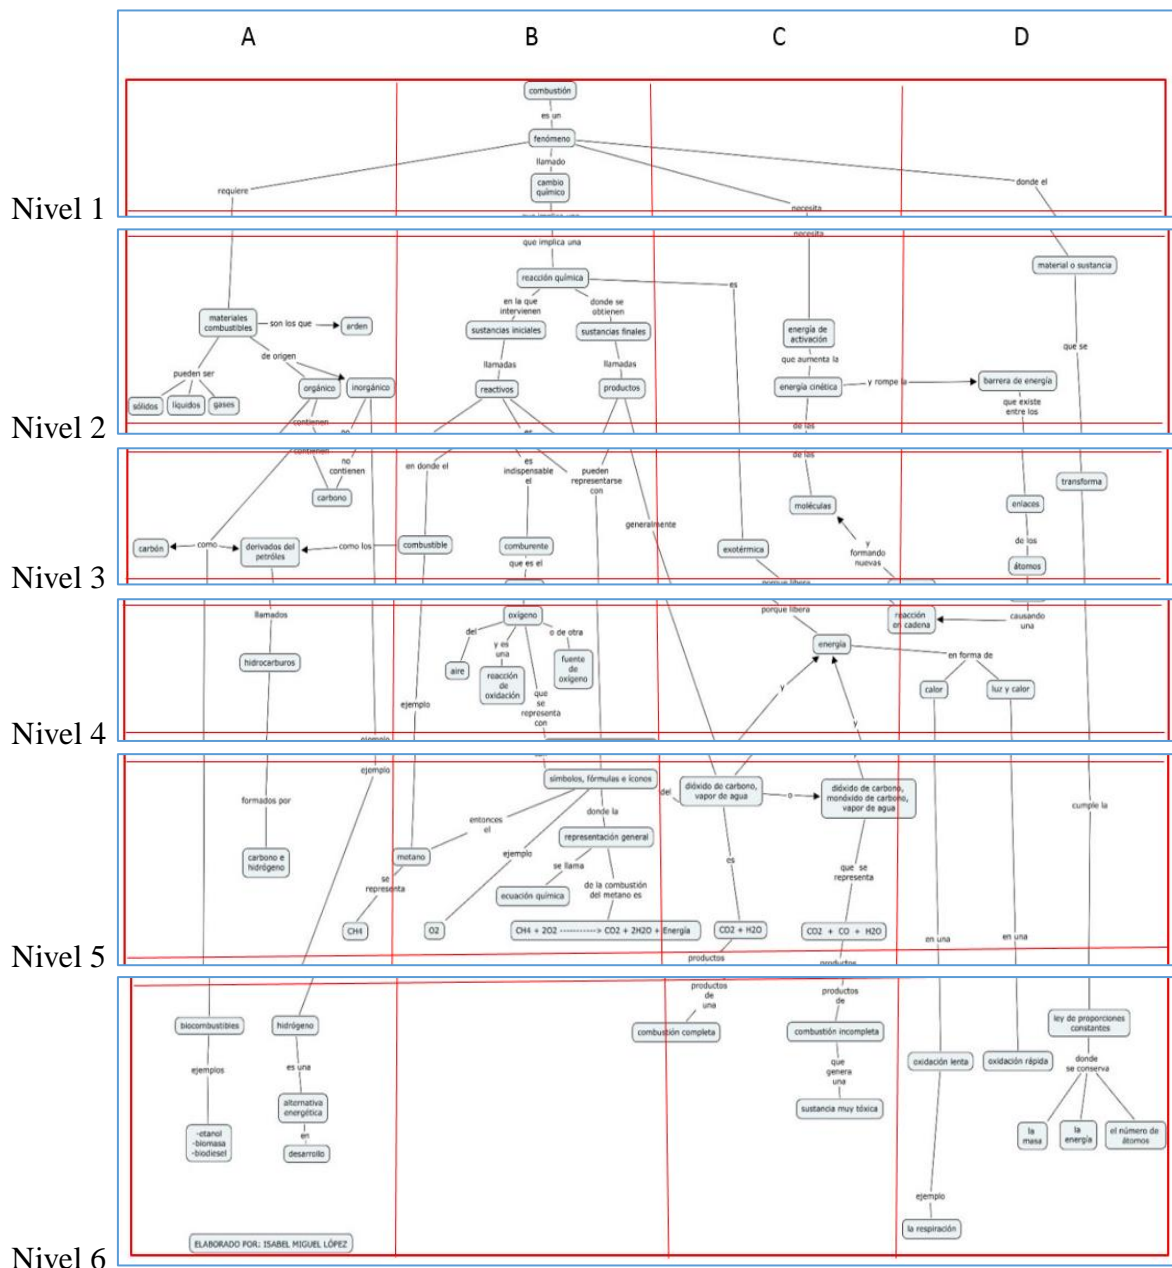 A B C D
combustión
es un
fenómeno
llamado
cambio
químico
requiere
donde el
necesita
que implica una
Nivel 1
necesita
que implica una
material o sustancia
reacción química
es
en la que
intervienen
donde se
obtienen
materiales
combustibles
son los que
arden
sustancias iniciales
sustancias finales
energía de
activación
que se
de origen
que aumenta la
pueden ser
llamadas
llamadas
orgánico
inorgánico
reactivos
productos
energía cinética
y rompe la
barrera de energía
sólidos
líquidos
gases
que existe
entre los
contienen
no
es
de las
Nivel 2
contienen
no
contienen
carbono
en donde el
es
indispensable
el
pueden
representarse
con
de las
moléculas
transforma
enlaces
generalmente
carbón
como
derivados del
petróles
como los
combustible
comburente
exotérmica
y
formando
nuevas
de los
que es el
átomos
porque libera
Nivel 3
llamados
oxígeno
porque libera
reacción
en cadena
causando
una
del
y es
una
o de otra
energía
en forma de
hidrocarburos
aire
reacción
de
oxidación
fuente
de
oxígeno
calor
luz y calor
ejemplo
que
se
representa
con
y
y
ejemplo
Nivel 4
ejemplo
símbolos, fórmulas e íconos
del
dióxido de carbono,
vapor de agua
o
dióxido de carbono,
monóxido de carbono,
vapor de agua
formados por
cumple la
entonces
el
donde la
representación general
carbono e
hidrógeno
metano
ejemplo
se llama
es
que se
representa
se
representa
ecuación química
de la combustión
del metano es
CH4
O2
CH4 + 2O2 -----------> CO2 + 2H2O + Energía
CO2 + H2O
CO2 + CO + H2O
en una
en una
productos
productos
Nivel 5
productos
de
una
productos
de
biocombustibles
hidrógeno
combustión completa
combustión incompleta
ley de proporciones
constantes
ejemplos
es una
que
genera
una
oxidación lenta
oxidación rápida
donde
se conserva
alternativa
energética
sustancia muy tóxica
-etanol
-biomasa
-biodiesel
en
desarrollo
la
masa
la
energía
el número de
átomos
ejemplo
la respiración
ELABORADO POR: ISABEL MIGUEL LÓPEZ
Nivel 6